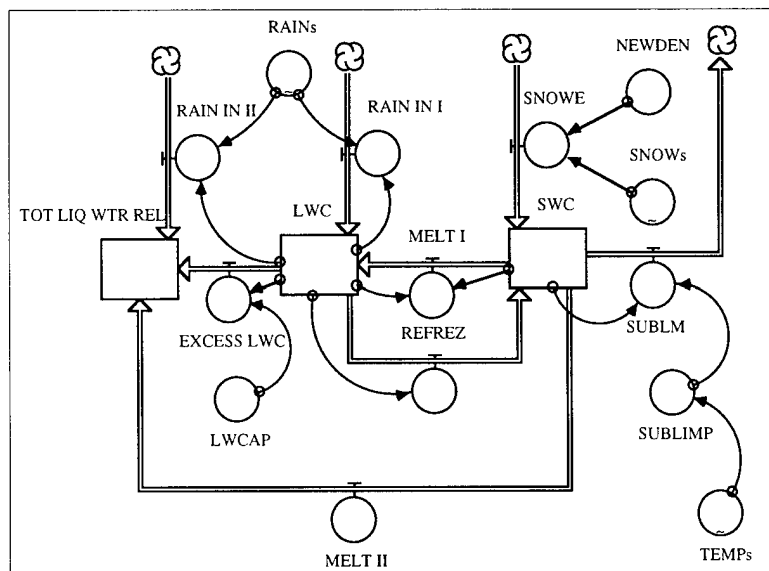 RAINs
NEWDEN
RAIN IN II
RAIN IN I
SNOWE
SNOWs
TOT LIQ WTR REL
LWC
SWC
MELT I
EXCESS LWC
REFREZ
SUBLM
LWCAP
SUBLIMP
MELT II
TEMPs